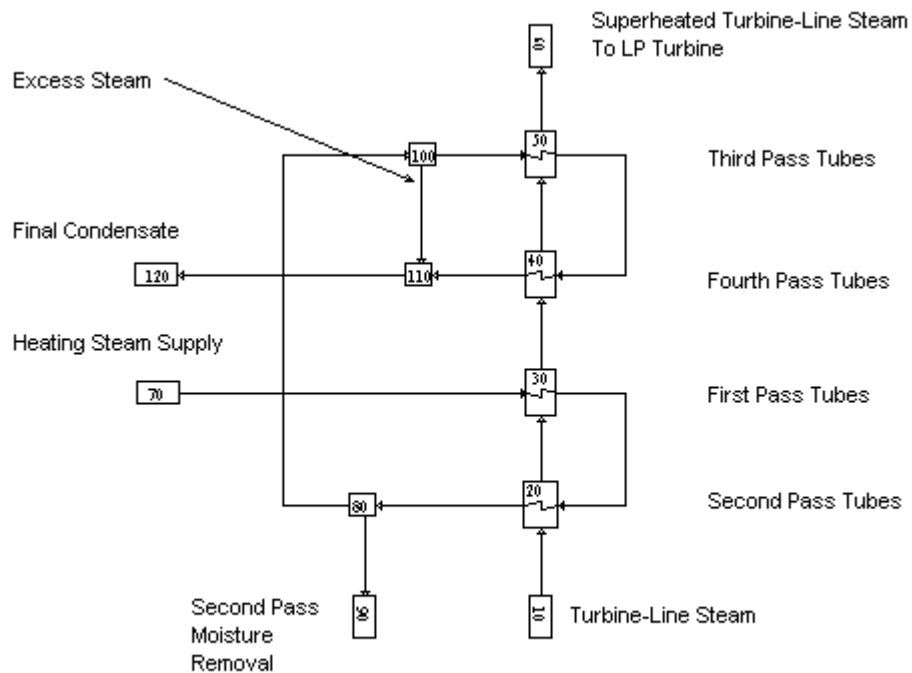 Superheated Turbine-Line Steam
To LP Turbine
60
Excess Steam
50
100
Third Pass Tubes
Final Condensate
40
120
110
Fourth Pass Tubes
Heating Steam Supply
30
70
First Pass Tubes
20
80
Second Pass Tubes
90
10
Second Pass
Moisture
Removal
Turbine-Line Steam